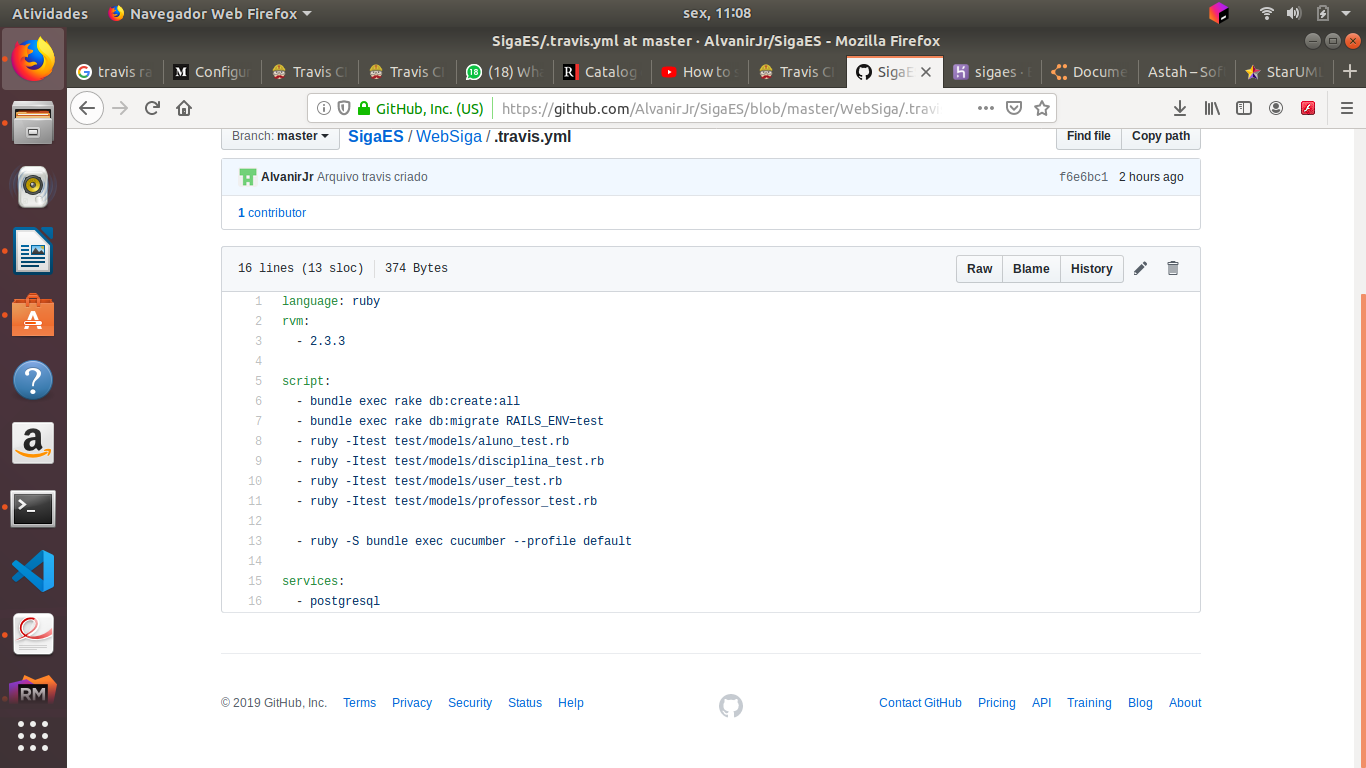 Atividades Navegador Web Firefox sex, 11:08
SigaES/.travis.yml at master · AlvanirJr/SigaES - Mozilla Firefox
travis ra Configur Travis CI Travis CI (18) Wha Catalog How to s Travis CI SigaES sigaes · Docume Astah – Sof StarUML
GitHub, Inc. (US) https://github.com/AlvanirJr/SigaES/blob/master/WebSiga/.travi
Branch: master SigaES / WebSiga / .travis.yml Find file Copy path
AlvanirJr Arquivo travis criado f6e6bc1 2 hours ago
1 contributor
16 lines (13 sloc) 374 Bytes Raw Blame History
1 language: ruby
2 rvm:
3 - 2.3.3
4
5 script:
6 - bundle exec rake db:create:all
7 - bundle exec rake db:migrate RAILS_ENV=test
8 - ruby -Itest test/models/aluno_test.rb
9 - ruby -Itest test/models/disciplina_test.rb
10 - ruby -Itest test/models/user_test.rb
11 - ruby -Itest test/models/professor_test.rb
12
13 - ruby -S bundle exec cucumber --profile default
14
15 services:
16 - postgresql
© 2019 GitHub, Inc. Terms Privacy Security Status Help Contact GitHub Pricing API Training Blog About
RM